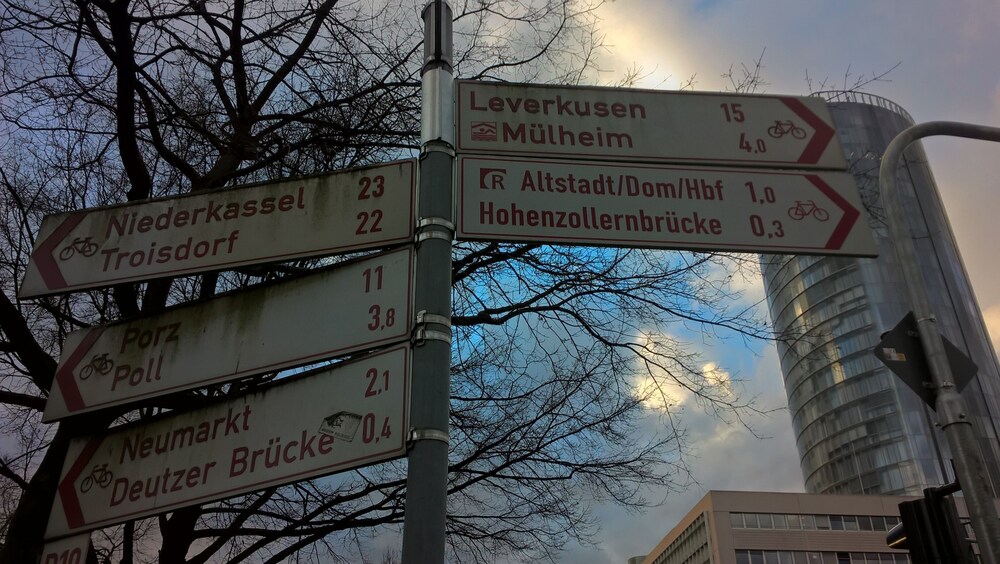 Leverkusen 15
Mülheim 4,0
R Altstadt/Dom/Hbf 1,0
Hohenzollernbrücke 0,3
Niederkassel 23
Troisdorf 22
Porz 11
Poll 3,8
Neumarkt 2,1
Deutzer Brücke 0,4
D10